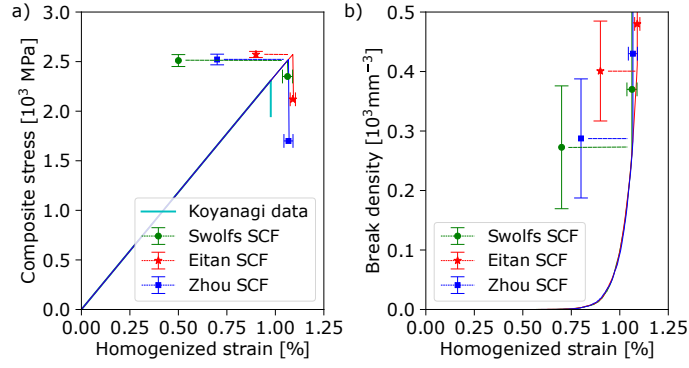 a)
Composite stress [10³ MPa]
3.0
2.5
2.0
1.5
1.0
0.5
0.0
Koyanagi data
Swolfs SCF
Eitan SCF
Zhou SCF
0.00 0.25 0.50 0.75 1.00 1.25
Homogenized strain [%]
b)
Break density [10³mm⁻³]
0.5
0.4
0.3
0.2
0.1
0.0
Swolfs SCF
Eitan SCF
Zhou SCF
0.00 0.25 0.50 0.75 1.00 1.25
Homogenized strain [%]